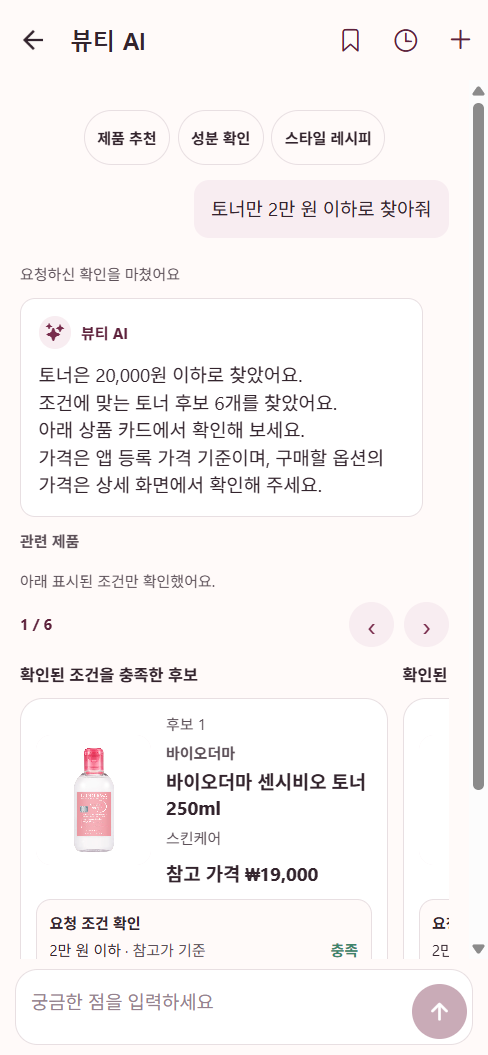 뷰티 AI
제품 추천
성분 확인
스타일 레시피
토너만 2만 원 이하로 찾아줘
요청하신 확인을 마쳤어요
뷰티 AI
토너은 20,000원 이하로 찾았어요.
조건에 맞는 토너 후보 6개를 찾았어요.
아래 상품 카드에서 확인해 보세요.
가격은 앱 등록 가격 기준이며, 구매할 옵션의
가격은 상세 화면에서 확인해 주세요.
관련 제품
아래 표시된 조건만 확인했어요.
1 / 6
확인된 조건을 충족한 후보
확인된
후보 1
바이오더마
바이오더마 센시비오 토너
250ml
스킨케어
참고 가격 ₩19,000
요청 조건 확인
2만 원 이하 · 참고가 기준
충족
궁금한 점을 입력하세요